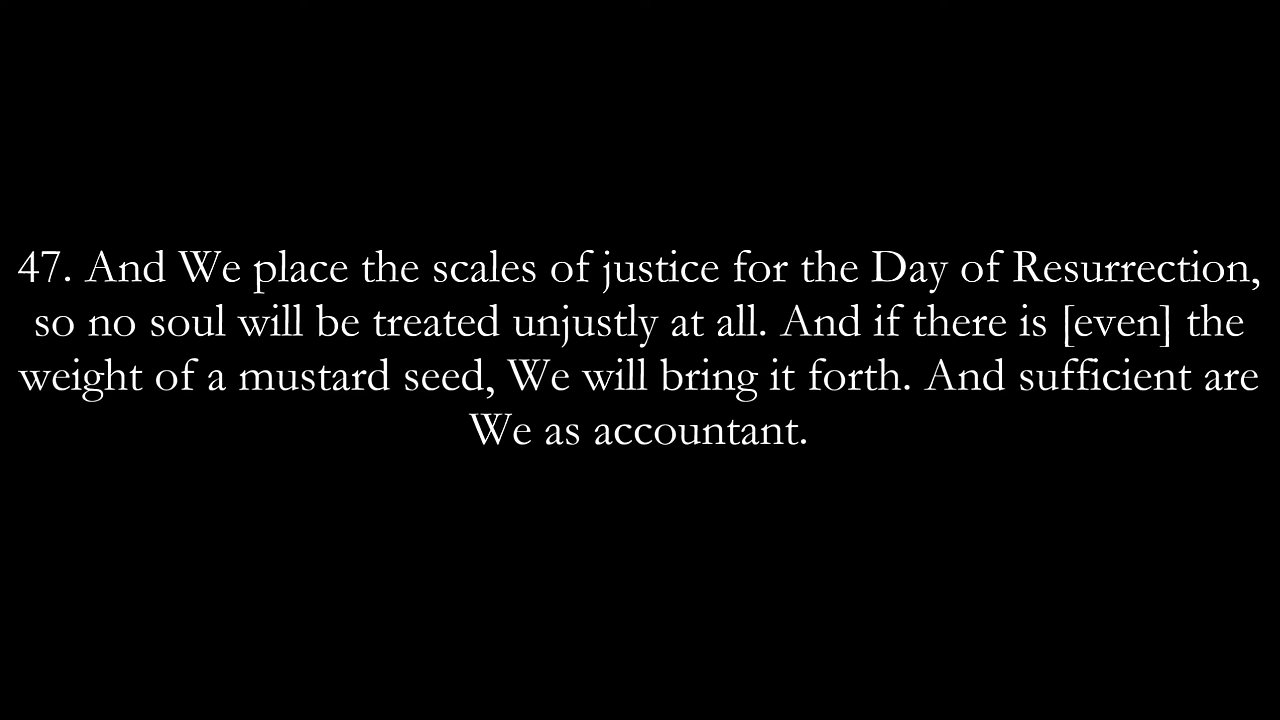 47. And We place the scales of justice for the Day of Resurrection,
so no soul will be treated unjustly at all. And if there is [even] the
weight of a mustard seed, We will bring it forth. And sufficient are
We as accountant.